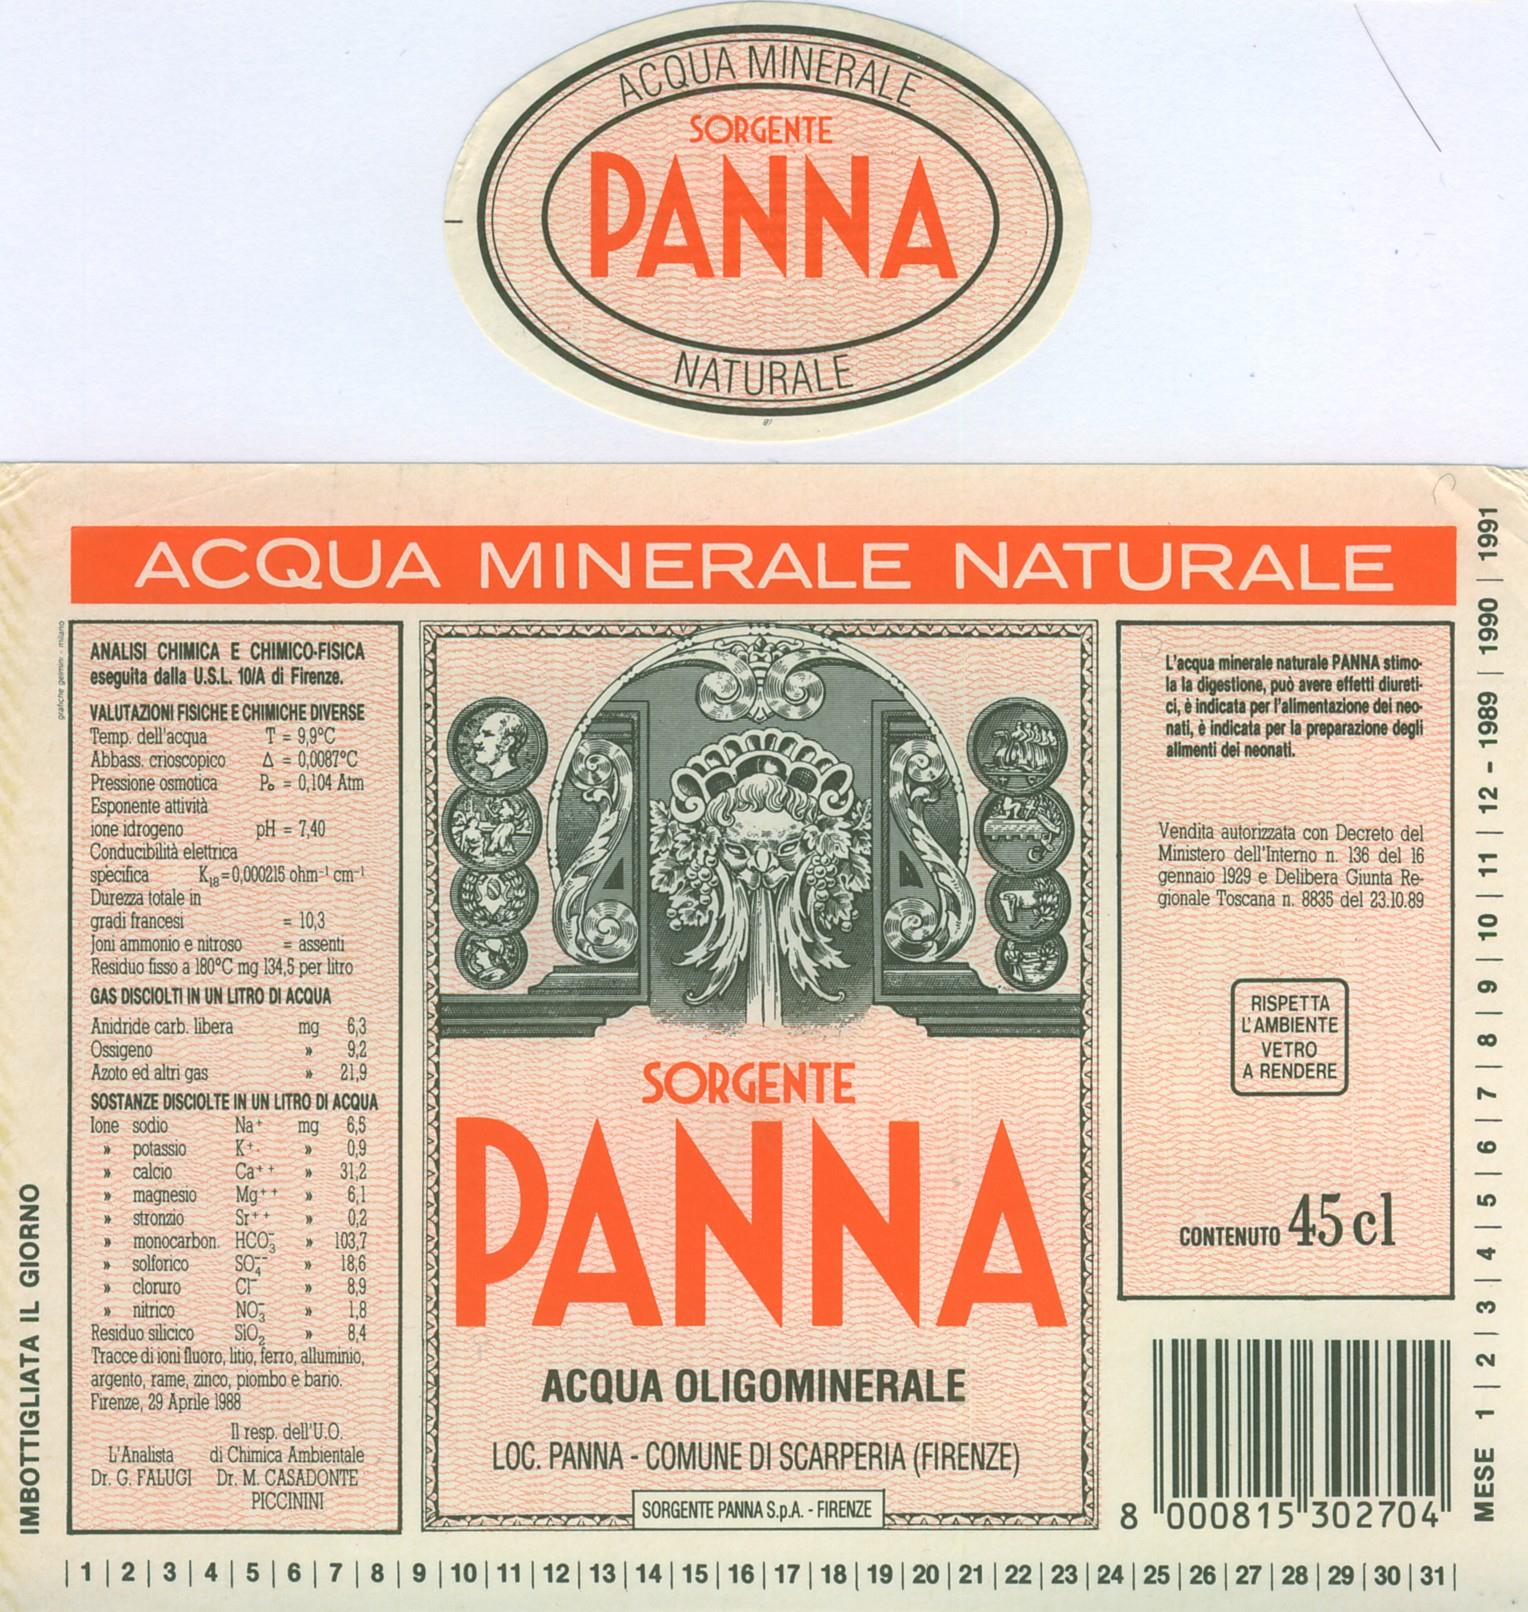 ACQUA MINERALE
SORGENTE
PANNA
NATURALE
ACQUA MINERALE NATURALE
grafiche gelmini - milano
ANALISI CHIMICA E CHIMICO-FISICA
eseguita dalla U.S.L. 10/A di Firenze.
VALUTAZIONI FISICHE E CHIMICHE DIVERSE
Temp. dell'acqua T = 9,9°C
Abbass. crioscopico Δ = 0,0087°C
Pressione osmotica Pₒ = 0,104 Atm
Esponente attività
ione idrogeno pH = 7,40
Conducibilità elettrica
specifica K₁₈ = 0,000215 ohm⁻¹ cm⁻¹
Durezza totale in
gradi francesi = 10,3
Joni ammonio e nitroso = assenti
Residuo fisso a 180°C mg 134,5 per litro
GAS DISCIOLTI IN UN LITRO DI ACQUA
Anidride carb. libera mg 6,3
Ossigeno » 9,2
Azoto ed altri gas » 21,9
SOSTANZE DISCIOLTE IN UN LITRO DI ACQUA
Ione sodio Na⁺ mg 6,5
» potassio K⁺ » 0,9
» calcio Ca⁺⁺ » 31,2
» magnesio Mg⁺⁺ » 6,1
» stronzio Sr⁺⁺ » 0,2
» monocarbon. HCO₃⁻ » 103,7
» solforico SO₄⁻⁻ » 18,6
» cloruro Cl⁻ » 8,9
» nitrico NO₃⁻ » 1,8
Residuo silicico SiO₂ » 8,4
Tracce di ioni fluoro, litio, ferro, alluminio,
argento, rame, zinco, piombo e bario.
Firenze, 29 Aprile 1988
Il resp. dell'U.O.
L'Analista di Chimica Ambientale
Dr. G. FALUGI Dr. M. CASADONTE
PICCININI
SORGENTE
PANNA
ACQUA OLIGOMINERALE
LOC. PANNA - COMUNE DI SCARPERIA (FIRENZE)
SORGENTE PANNA S.p.A. - FIRENZE
L'acqua minerale naturale PANNA stimo-
la la digestione, può avere effetti diureti-
ci, è indicata per l'alimentazione dei neo-
nati, è indicata per la preparazione degli
alimenti dei neonati.
Vendita autorizzata con Decreto del
Ministero dell'Interno n. 136 del 16
gennaio 1929 e Delibera Giunta Re-
gionale Toscana n. 8835 del 23.10.89
RISPETTA
L'AMBIENTE
VETRO
A RENDERE
CONTENUTO 45 cl
8 000815 302704
MESE 1 | 2 | 3 | 4 | 5 | 6 | 7 | 8 | 9 | 10 | 11 | 12 - 1989 | 1990 | 1991
IMBOTTIGLIATA IL GIORNO
| 1 | 2 | 3 | 4 | 5 | 6 | 7 | 8 | 9 | 10 | 11 | 12 | 13 | 14 | 15 | 16 | 17 | 18 | 19 | 20 | 21 | 22 | 23 | 24 | 25 | 26 | 27 | 28 | 29 | 30 | 31 |